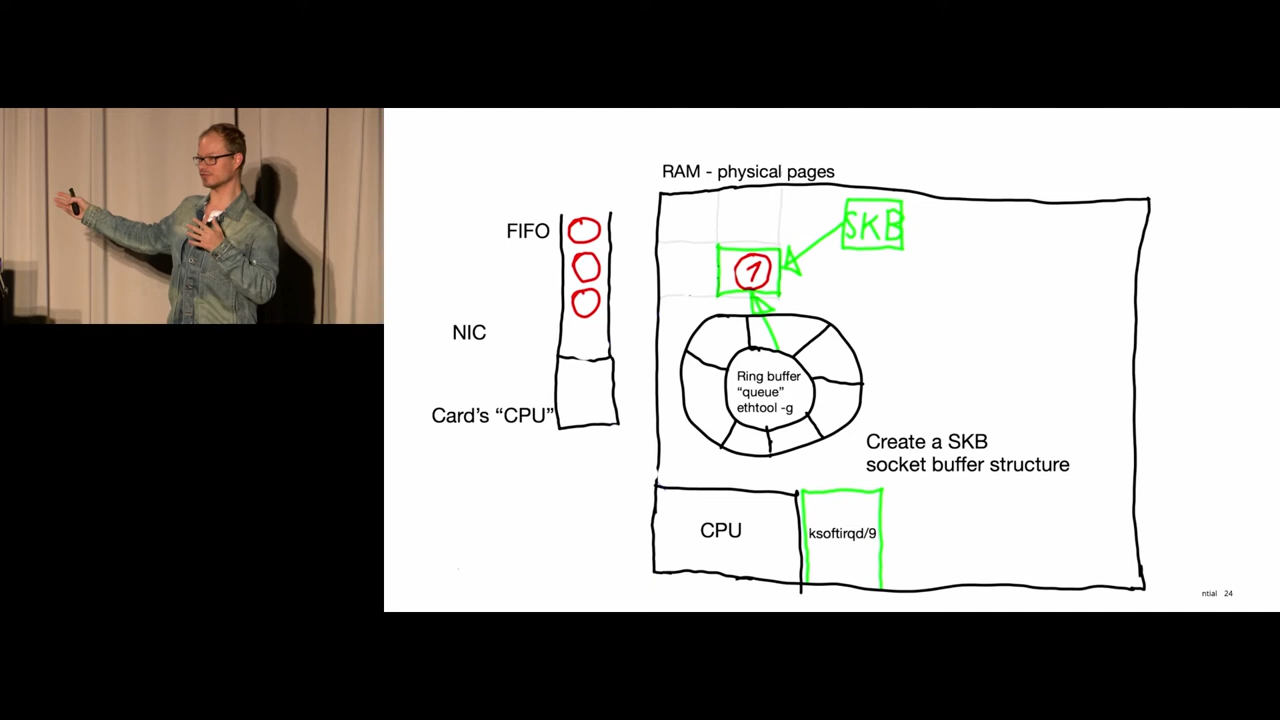 RAM - physical pages
FIFO
SKB
1
NIC
Ring buffer
“queue”
ethtool -g
Card’s “CPU”
Create a SKB
socket buffer structure
CPU
ksoftirqd/9
ntial 24